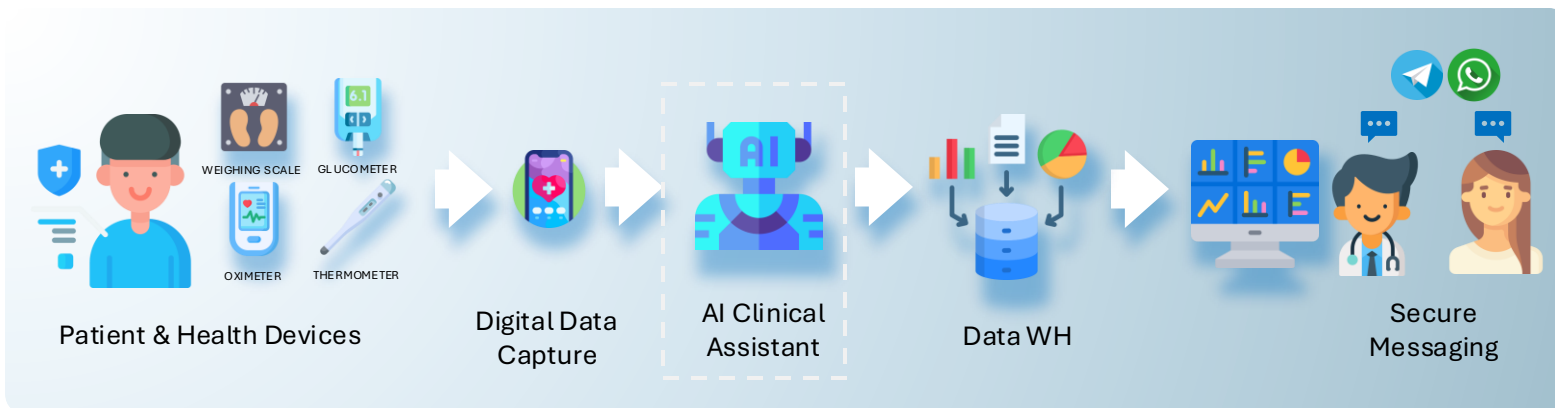 WEIGHING SCALE
GLUCOMETER
6.1
OXIMETER
THERMOMETER
AI
Patient & Health Devices
Digital Data
Capture
AI Clinical
Assistant
Data WH
Secure
Messaging